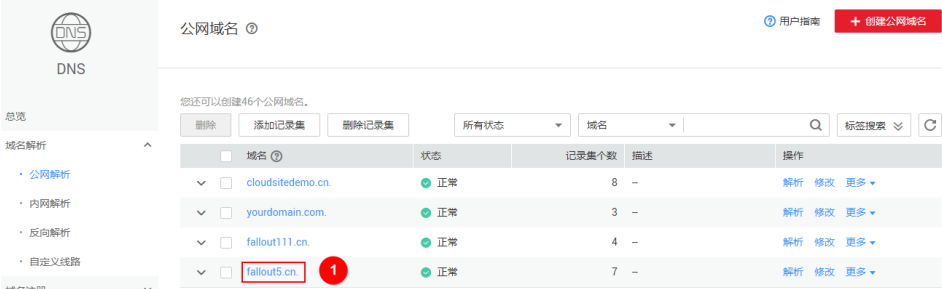 DNS
DNS
总览
域名解析
· 公网解析
· 内网解析
· 反向解析
· 自定义线路
公网域名 ?
? 用户指南
+ 创建公网域名
您还可以创建46个公网域名。
删除 添加记录集 删除记录集 所有状态 域名 标签搜索
域名 ? 状态 记录集个数 描述 操作
cloudsitedemo.cn. 正常 8 -- 解析 修改 更多
yourdomain.com. 正常 3 -- 解析 修改 更多
fallout111.cn. 正常 4 -- 解析 修改 更多
fallout5.cn. 1 正常 7 -- 解析 修改 更多